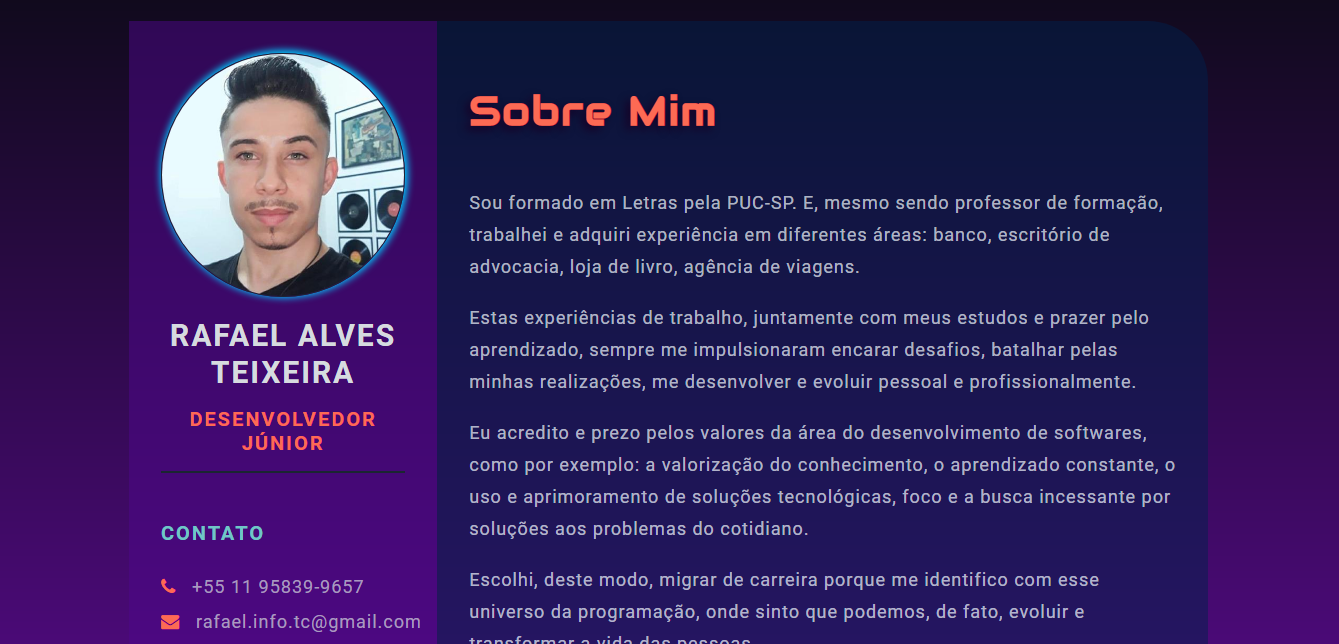 RAFAEL ALVES
TEIXEIRA
DESENVOLVEDOR
JÚNIOR
CONTATO
+55 11 95839-9657
rafael.info.tc@gmail.com
Sobre Mim
Sou formado em Letras pela PUC-SP. E, mesmo sendo professor de formação,
trabalhei e adquiri experiência em diferentes áreas: banco, escritório de
advocacia, loja de livro, agência de viagens.
Estas experiências de trabalho, juntamente com meus estudos e prazer pelo
aprendizado, sempre me impulsionaram encarar desafios, batalhar pelas
minhas realizações, me desenvolver e evoluir pessoal e profissionalmente.
Eu acredito e prezo pelos valores da área do desenvolvimento de softwares,
como por exemplo: a valorização do conhecimento, o aprendizado constante, o
uso e aprimoramento de soluções tecnológicas, foco e a busca incessante por
soluções aos problemas do cotidiano.
Escolhi, deste modo, migrar de carreira porque me identifico com esse
universo da programação, onde sinto que podemos, de fato, evoluir e
transformar a vida das pessoas.